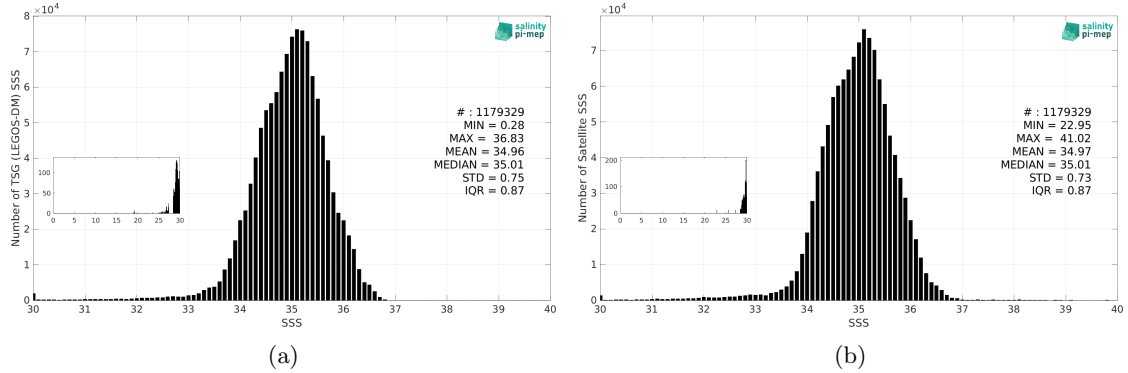 ×10⁴
8
7
6
5
4
3
2
1
0
Number of TSG (LEGOS-DM) SSS
salinity
pi-mep
# : 1179329
MIN = 0.28
MAX = 36.83
MEAN = 34.96
MEDIAN = 35.01
STD = 0.75
IQR = 0.87
100
50
0
0 5 10 15 20 25 30
30 31 32 33 34 35 36 37 38 39 40
SSS
(a)
×10⁴
7
6
5
4
3
2
1
0
Number of Satellite SSS
salinity
pi-mep
# : 1179329
MIN = 22.95
MAX = 41.02
MEAN = 34.97
MEDIAN = 35.01
STD = 0.73
IQR = 0.87
200
100
0
0 5 10 15 20 25 30
30 31 32 33 34 35 36 37 38 39 40
SSS
(b)